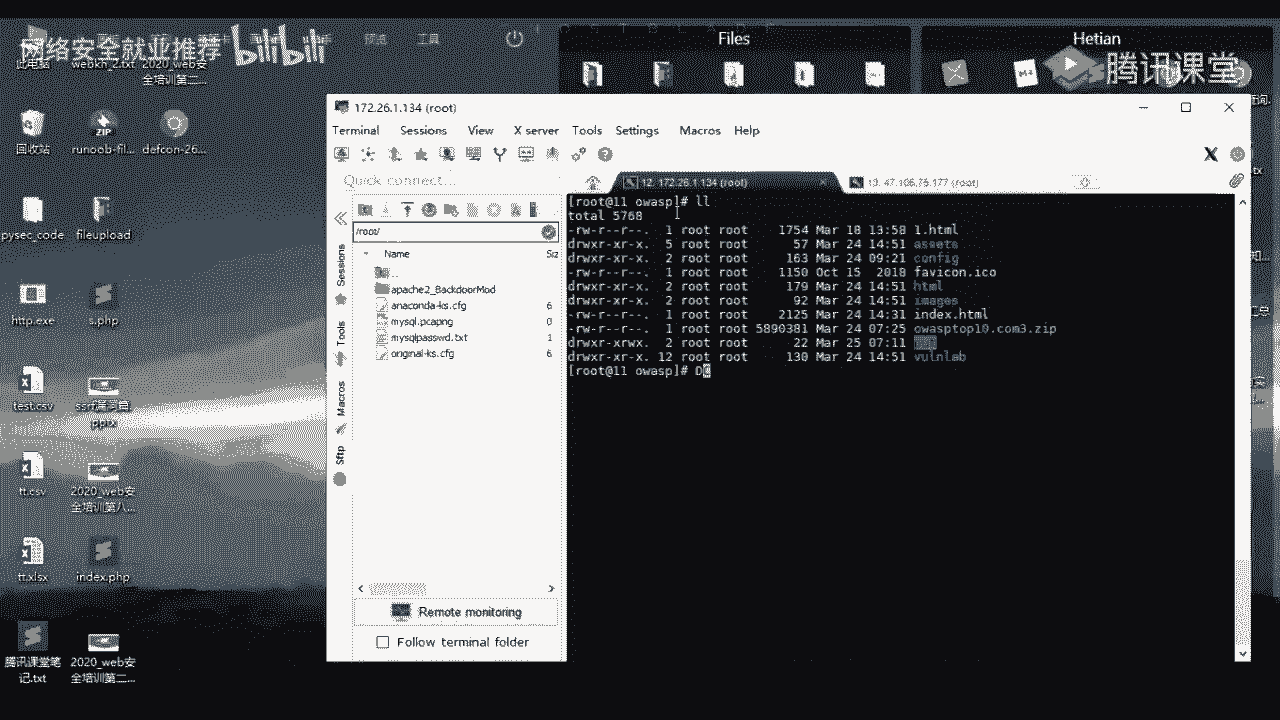 网络安全就业推荐 bilibili
工具
Files
Hetian
腾讯课堂
此电脑
webkh_2.txt
2020_web安
全培训第二...
回收站
runoob-fil...
defcon-26...
pysec_code
fileupload
http.exe
s.php
test.csv
ssrf漏洞篇.
pptx
tt.csv
2020_web安
全培训第八...
tt.xlsx
index.php
腾讯课堂笔
记.txt
2020_web安
全培训第二...
172.26.1.134 (root)
Terminal Sessions View X server Tools Settings Macros Help
Quick connect...
12. 172.26.1.134 (root)
13. 47.106.76.177 (root)
/root/
Name
..
apache2_BackdoorMod
anaconda-ks.cfg 6
mysql.pcapng 0
mysqlpasswd.txt 1
original-ks.cfg 6
Sessions
Tools
Macros
Sftp
Remote monitoring
Follow terminal folder
[root@11 owasp]# ll
total 5768
-rw-r--r--. 1 root root 1754 Mar 18 13:58 1.html
drwxr-xr-x. 5 root root 57 Mar 24 14:51 assets
drwxr-xr-x. 2 root root 163 Mar 24 09:21 config
-rw-r--r--. 1 root root 1150 Oct 15 2018 favicon.ico
drwxr-xr-x. 2 root root 179 Mar 24 14:51 html
drwxr-xr-x. 2 root root 92 Mar 24 14:51 images
-rw-r--r--. 1 root root 2125 Mar 24 14:31 index.html
-rw-r--r--. 1 root root 5890381 Mar 24 07:25 owasptop10.com3.zip
drwxr-xrwx. 2 root root 22 Mar 25 07:11
drwxr-xr-x. 12 root root 130 Mar 24 14:51 vulnlab
[root@11 owasp]#